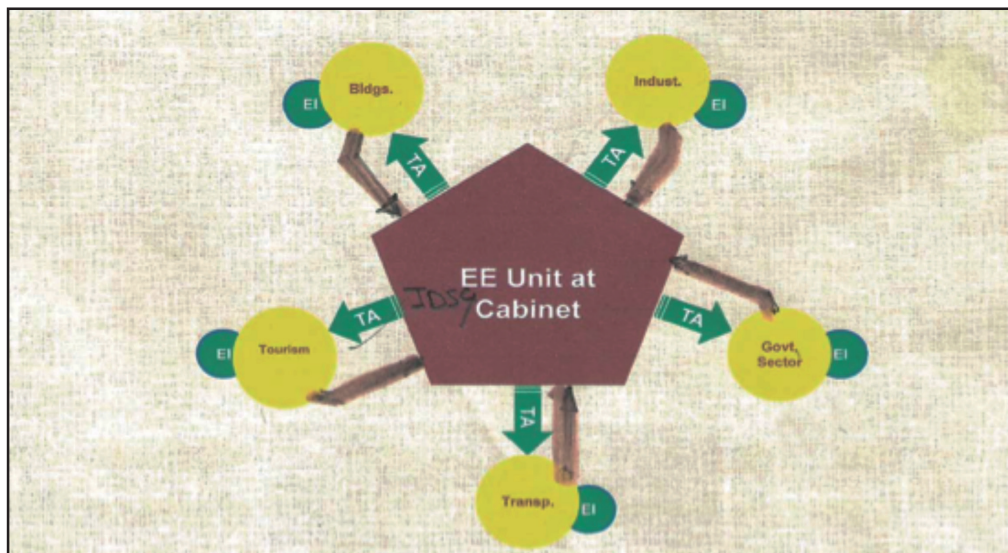 Bldgs.
EI
TA
Indust.
EI
TA
EE Unit at
Cabinet
TA
Tourism
EI
TA
Govt,
Sector
EI
TA
Transp.
EI